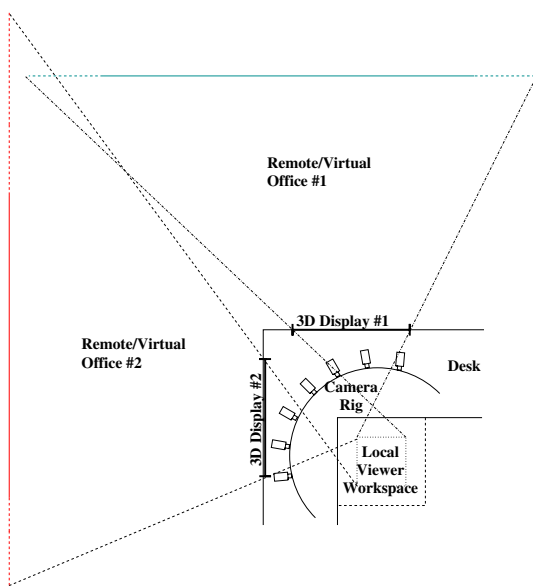 Remote/Virtual
Office #1
3D Display #1
Remote/Virtual
Office #2
Desk
3D Display #2
Camera
Rig
Local
Viewer
Workspace